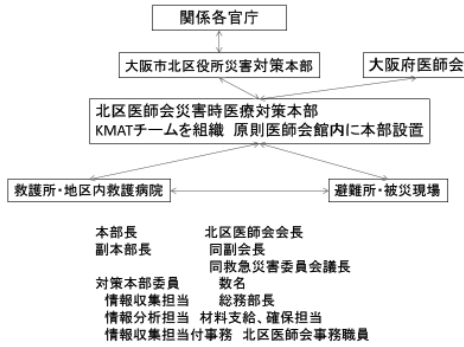 関係各官庁
大阪市北区役所災害対策本部
大阪府医師会
北区医師会災害時医療対策本部
KMATチームを組織 原則医師会館内に本部設置
救護所・地区内救護病院
避難所・被災現場
本部長 北区医師会会長
副本部長 同副会長
同救急災害委員会議長
対策本部委員 数名
情報収集担当 総務部長
情報分析担当 材料支給、確保担当
情報収集担当付事務 北区医師会事務職員